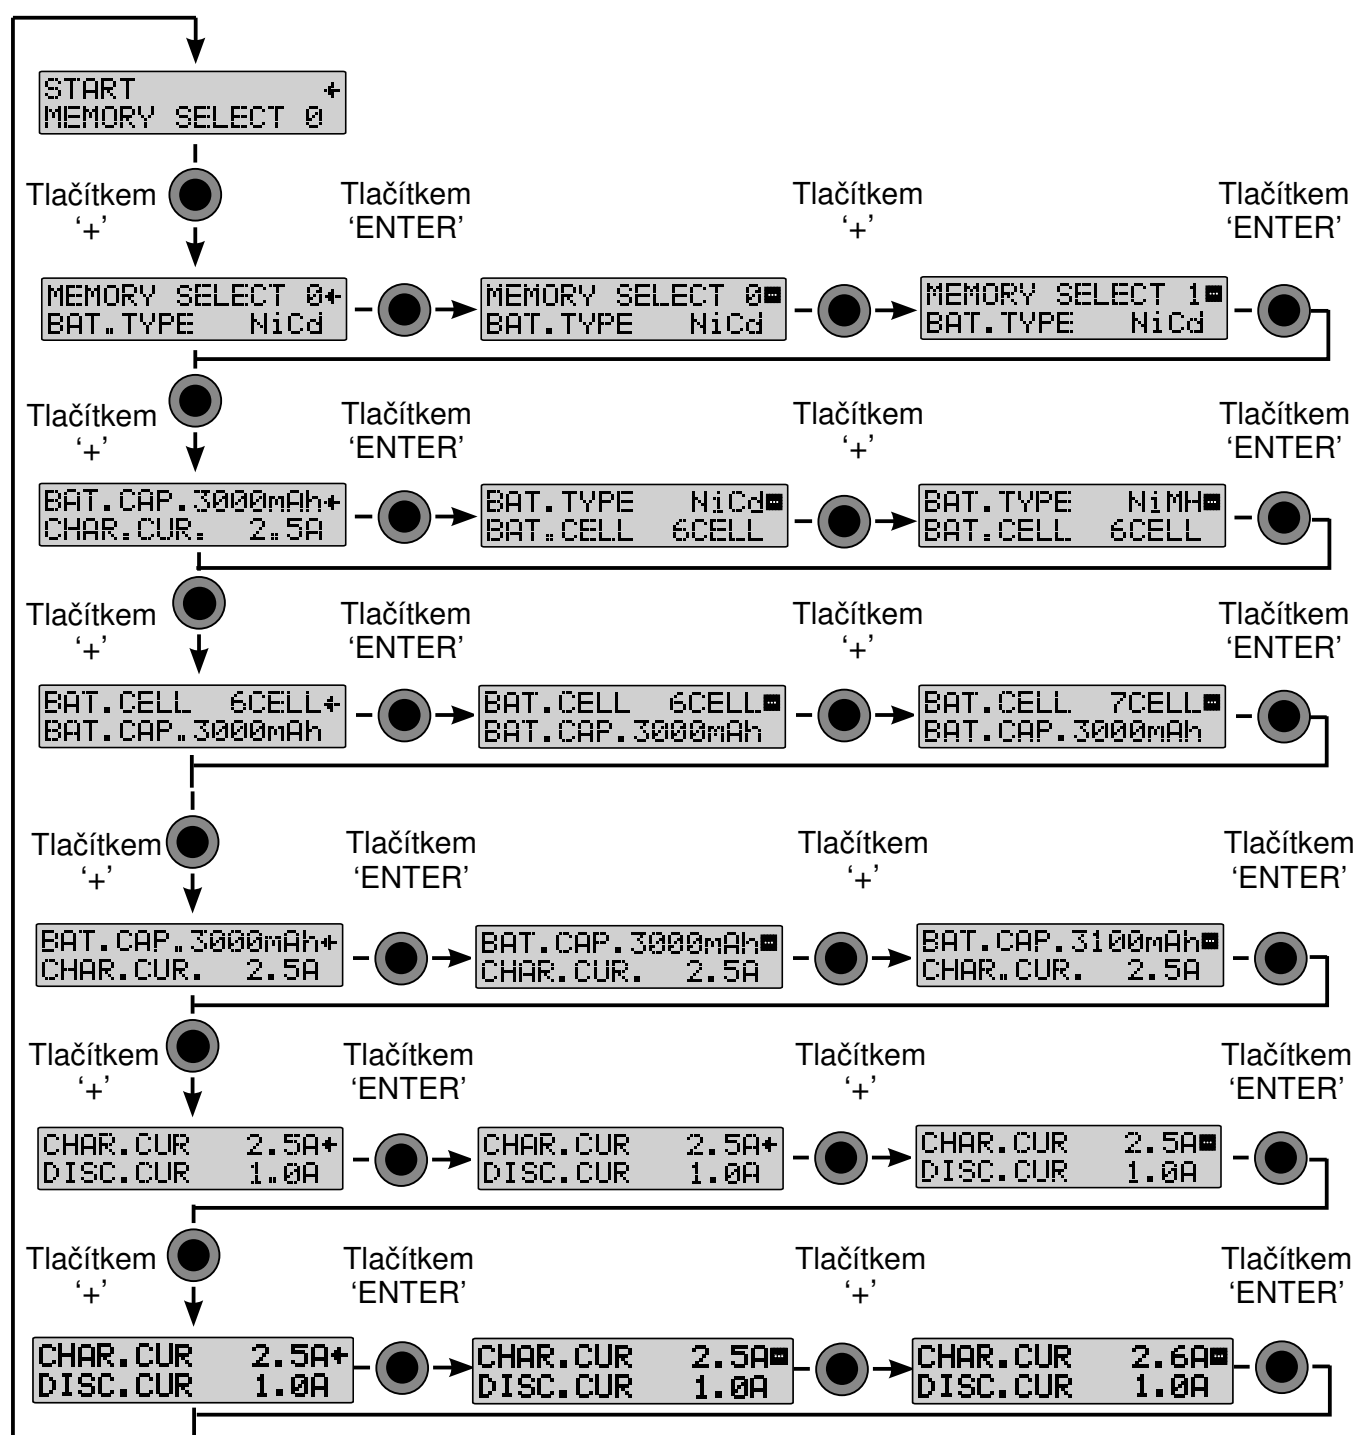 START
MEMORY SELECT 0
Tlačítkem
‘+’
Tlačítkem
‘ENTER’
Tlačítkem
‘+’
Tlačítkem
‘ENTER’
MEMORY SELECT 0
BAT.TYPE NiCd
MEMORY SELECT 0
BAT.TYPE NiCd
MEMORY SELECT 1
BAT.TYPE NiCd
Tlačítkem
‘+’
Tlačítkem
‘ENTER’
Tlačítkem
‘+’
Tlačítkem
‘ENTER’
BAT.CAP.3000mAh
CHAR.CUR. 2.5A
BAT.TYPE NiCd
BAT.CELL 6CELL
BAT.TYPE NiMH
BAT.CELL 6CELL
Tlačítkem
‘+’
Tlačítkem
‘ENTER’
Tlačítkem
‘+’
Tlačítkem
‘ENTER’
BAT.CELL 6CELL
BAT.CAP.3000mAh
BAT.CELL 6CELL
BAT.CAP.3000mAh
BAT.CELL 7CELL
BAT.CAP.3000mAh
Tlačítkem
‘+’
Tlačítkem
‘ENTER’
Tlačítkem
‘+’
Tlačítkem
‘ENTER’
BAT.CAP.3000mAh
CHAR.CUR. 2.5A
BAT.CAP.3000mAh
CHAR.CUR. 2.5A
BAT.CAP.3100mAh
CHAR.CUR. 2.5A
Tlačítkem
‘+’
Tlačítkem
‘ENTER’
Tlačítkem
‘+’
Tlačítkem
‘ENTER’
CHAR.CUR 2.5A
DISC.CUR 1.0A
CHAR.CUR 2.5A
DISC.CUR 1.0A
CHAR.CUR 2.5A
DISC.CUR 1.0A
Tlačítkem
‘+’
Tlačítkem
‘ENTER’
Tlačítkem
‘+’
Tlačítkem
‘ENTER’
CHAR.CUR 2.5A
DISC.CUR 1.0A
CHAR.CUR 2.5A
DISC.CUR 1.0A
CHAR.CUR 2.6A
DISC.CUR 1.0A